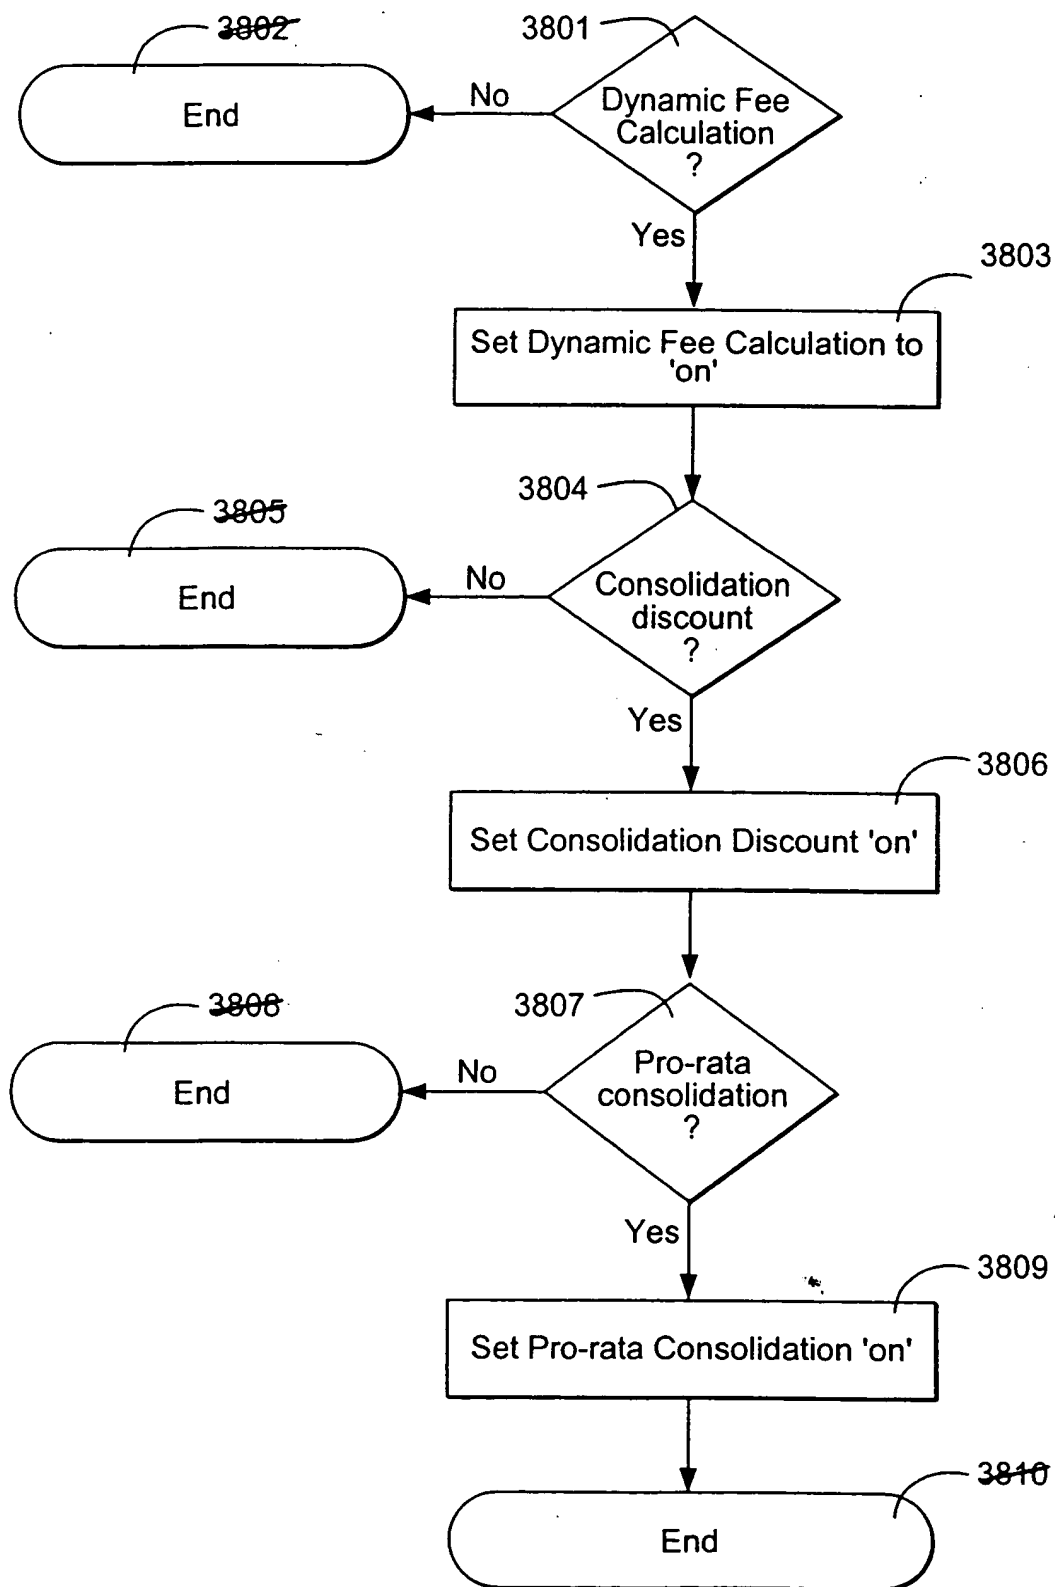 3802
3801
End
No
Dynamic Fee
Calculation
?
Yes
3803
Set Dynamic Fee Calculation to
'on'
3804
3805
End
No
Consolidation
discount
?
Yes
3806
Set Consolidation Discount 'on'
3808
3807
End
No
Pro-rata
consolidation
?
Yes
3809
Set Pro-rata Consolidation 'on'
3810
End